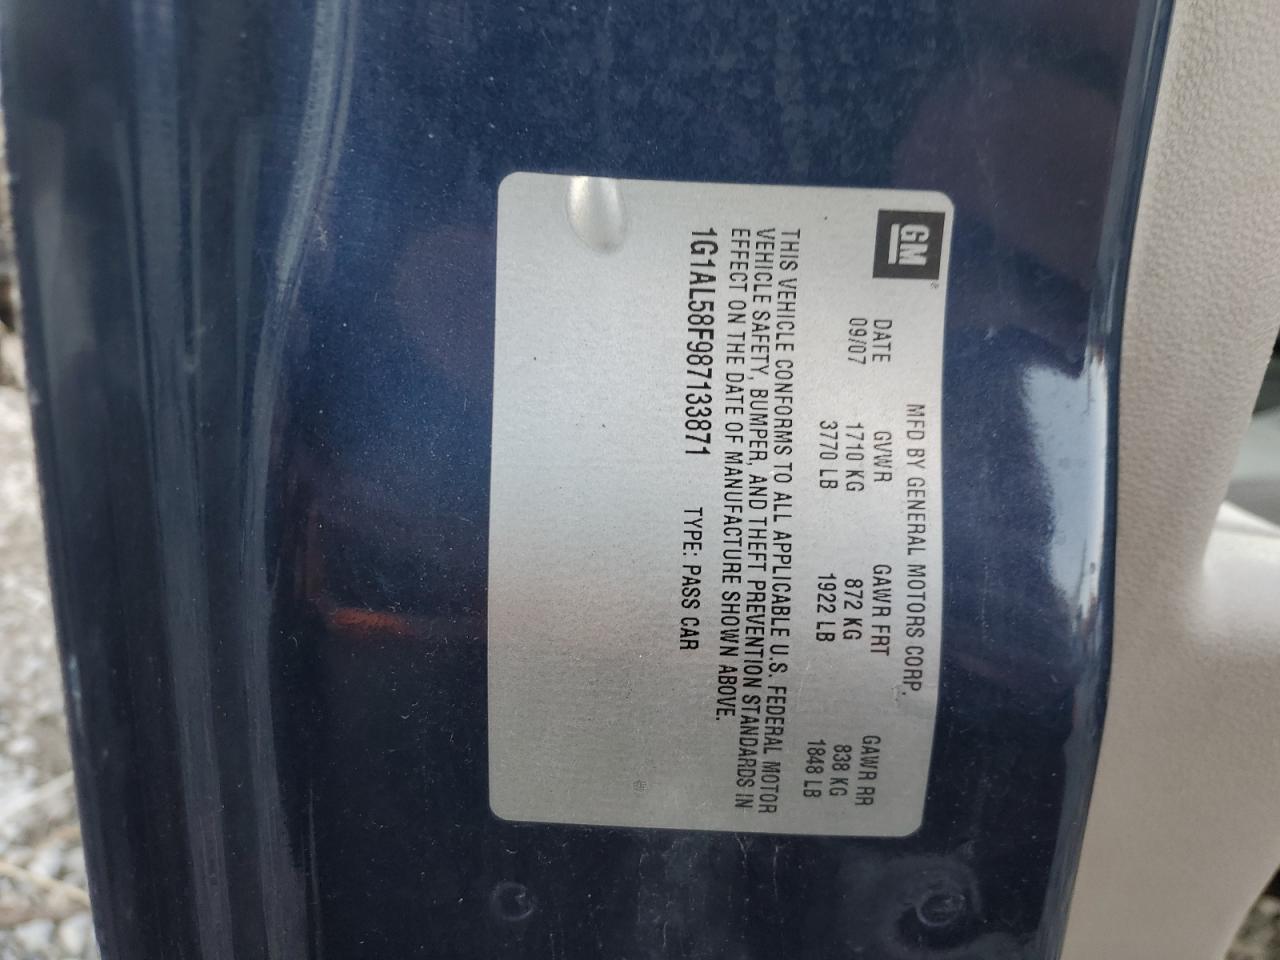 GM
MFD BY GENERAL MOTORS CORP.
DATE GVWR GAWR FRT GAWR RR
09/07 1710 KG 872 KG 838 KG
3770 LB 1922 LB 1848 LB
THIS VEHICLE CONFORMS TO ALL APPLICABLE U.S. FEDERAL MOTOR
VEHICLE SAFETY, BUMPER, AND THEFT PREVENTION STANDARDS IN
EFFECT ON THE DATE OF MANUFACTURE SHOWN ABOVE.
1G1AL58F987133871 TYPE: PASS CAR